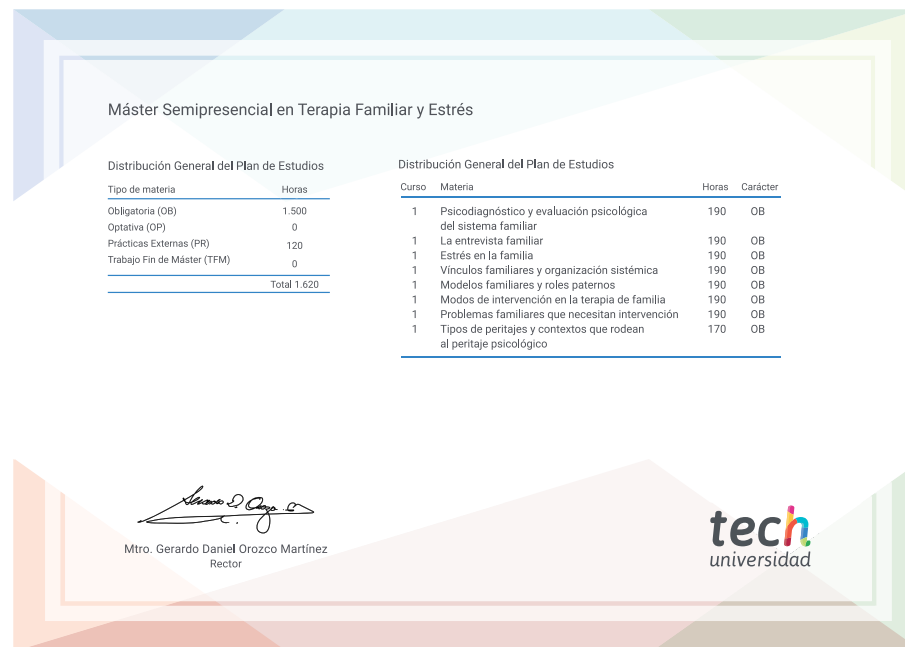 Máster Semipresencial en Terapia Familiar y Estrés
Distribución General del Plan de Estudios
Tipo de materia Horas
Obligatoria (OB) 1.500
Optativa (OP) 0
Prácticas Externas (PR) 120
Trabajo Fin de Máster (TFM) 0
Total 1.620
Distribución General del Plan de Estudios
Curso Materia Horas Carácter
1 Psicodiagnóstico y evaluación psicológica 190 OB
del sistema familiar
1 La entrevista familiar 190 OB
1 Estrés en la familia 190 OB
1 Vínculos familiares y organización sistémica 190 OB
1 Modelos familiares y roles paternos 190 OB
1 Modos de intervención en la terapia de familia 190 OB
1 Problemas familiares que necesitan intervención 190 OB
1 Tipos de peritajes y contextos que rodean 170 OB
al peritaje psicológico
Mtro. Gerardo Daniel Orozco Martínez
Rector
tech
universidad